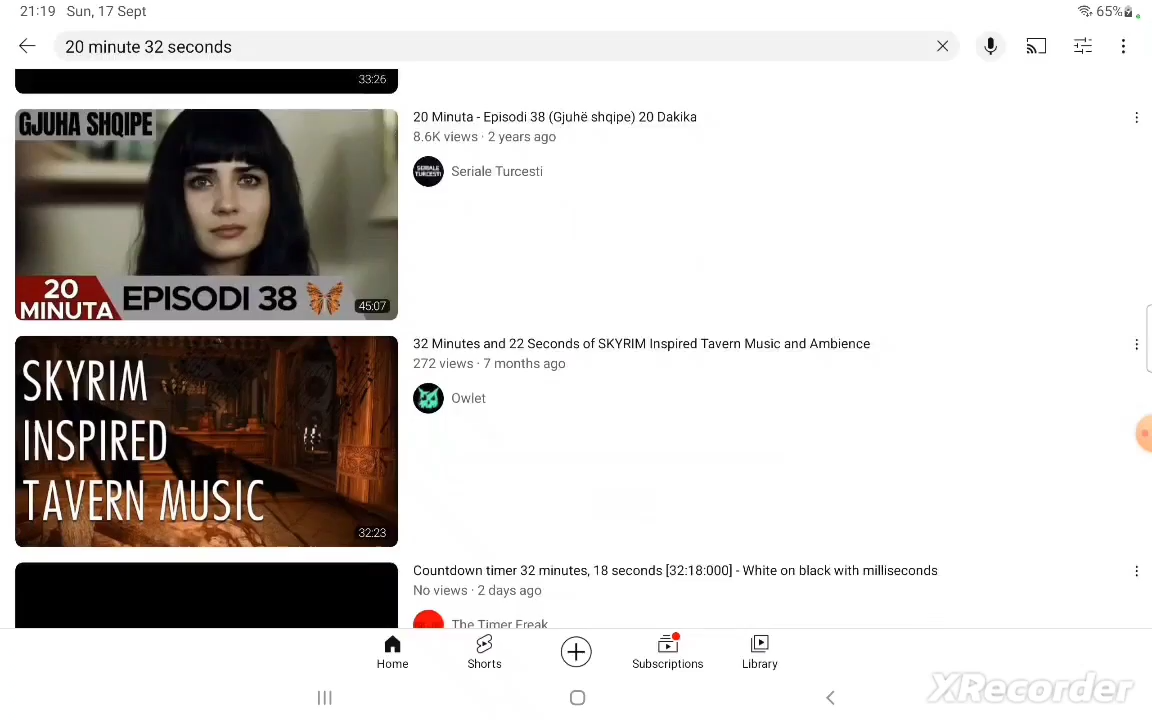 21:19 Sun, 17 Sept
65%
20 minute 32 seconds
33:26
GJUHA SHQIPE
20 MINUTA
EPISODI 38
45:07
20 Minuta - Episodi 38 (Gjuhë shqipe) 20 Dakika
8.6K views · 2 years ago
SERIALE TURCESTI
Seriale Turcesti
SKYRIM
INSPIRED
TAVERN MUSIC
32:23
32 Minutes and 22 Seconds of SKYRIM Inspired Tavern Music and Ambience
272 views · 7 months ago
Owlet
Countdown timer 32 minutes, 18 seconds [32:18:000] - White on black with milliseconds
No views · 2 days ago
The Timer Freak
Home
Shorts
Subscriptions
Library
XRecorder